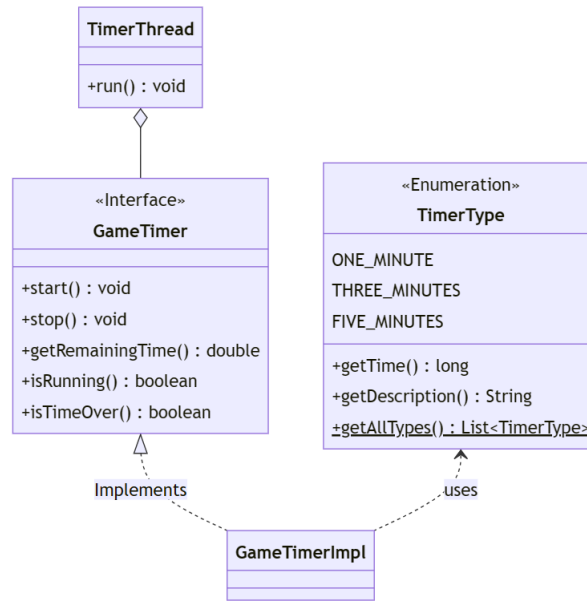 TimerThread
+run() : void
«Interface»
GameTimer
+start() : void
+stop() : void
+getRemainingTime() : double
+isRunning() : boolean
+isTimeOver() : boolean
«Enumeration»
TimerType
ONE_MINUTE
THREE_MINUTES
FIVE_MINUTES
+getTime() : long
+getDescription() : String
+getAllTypes() : List<TimerType>
Implements
uses
GameTimerImpl